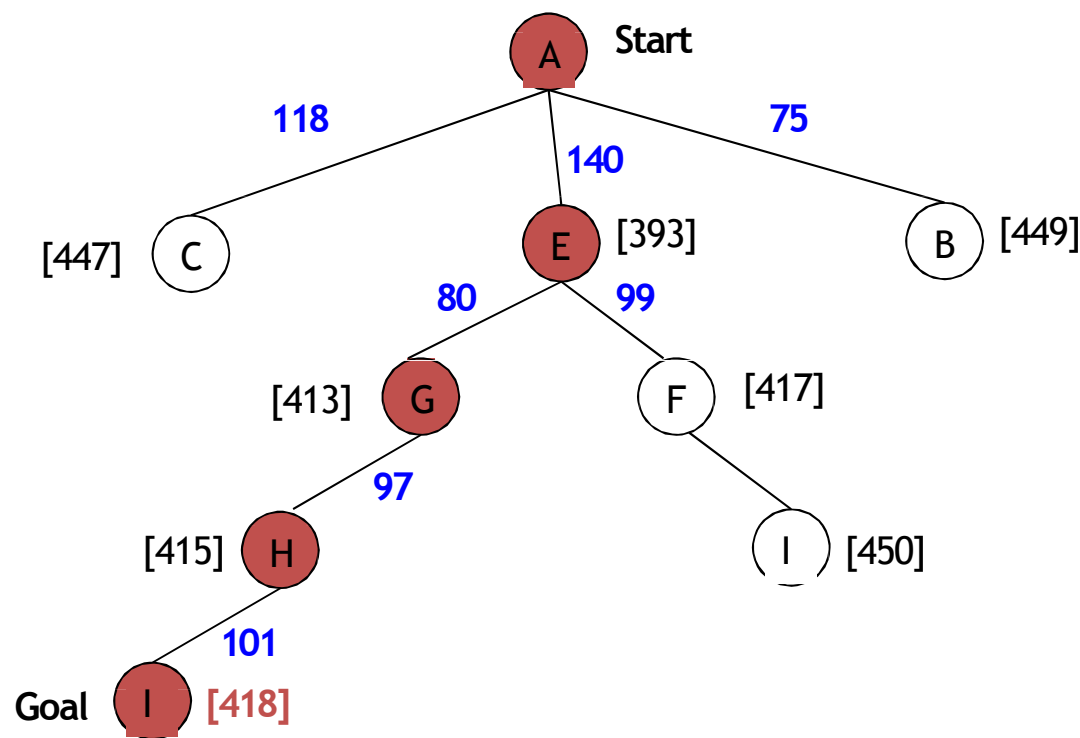 A Start
118
75
140
[447] C
E [393]
B [449]
80
99
[413] G
F [417]
97
[415] H
I [450]
101
Goal I [418]